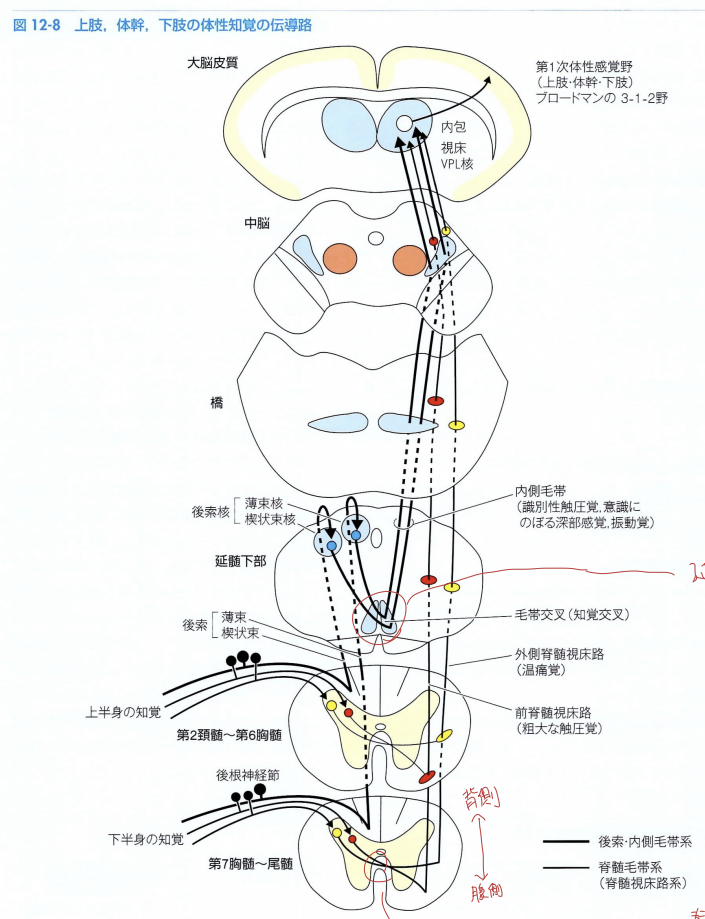 図 12-8 上肢，体幹，下肢の体性知覚の伝導路
大脳皮質
第1次体性感覚野
(上肢・体幹・下肢)
ブロードマンの 3-1-2野
内包
視床
VPL核
中脳
橋
後索核
薄束核
楔状束核
内側毛帯
(識別性触圧覚，意識に
のぼる深部感覚，振動覚)
延髄下部
後索
薄束
楔状束
毛帯交叉(知覚交叉)
外側脊髄視床路
(温痛覚)
上半身の知覚
第2頚髄～第6胸髄
前脊髄視床路
(粗大な触圧覚)
後根神経節
背側
下半身の知覚
第7胸髄～尾髄
腹側
後索・内側毛帯系
脊髄毛帯系
(脊髄視床路系)